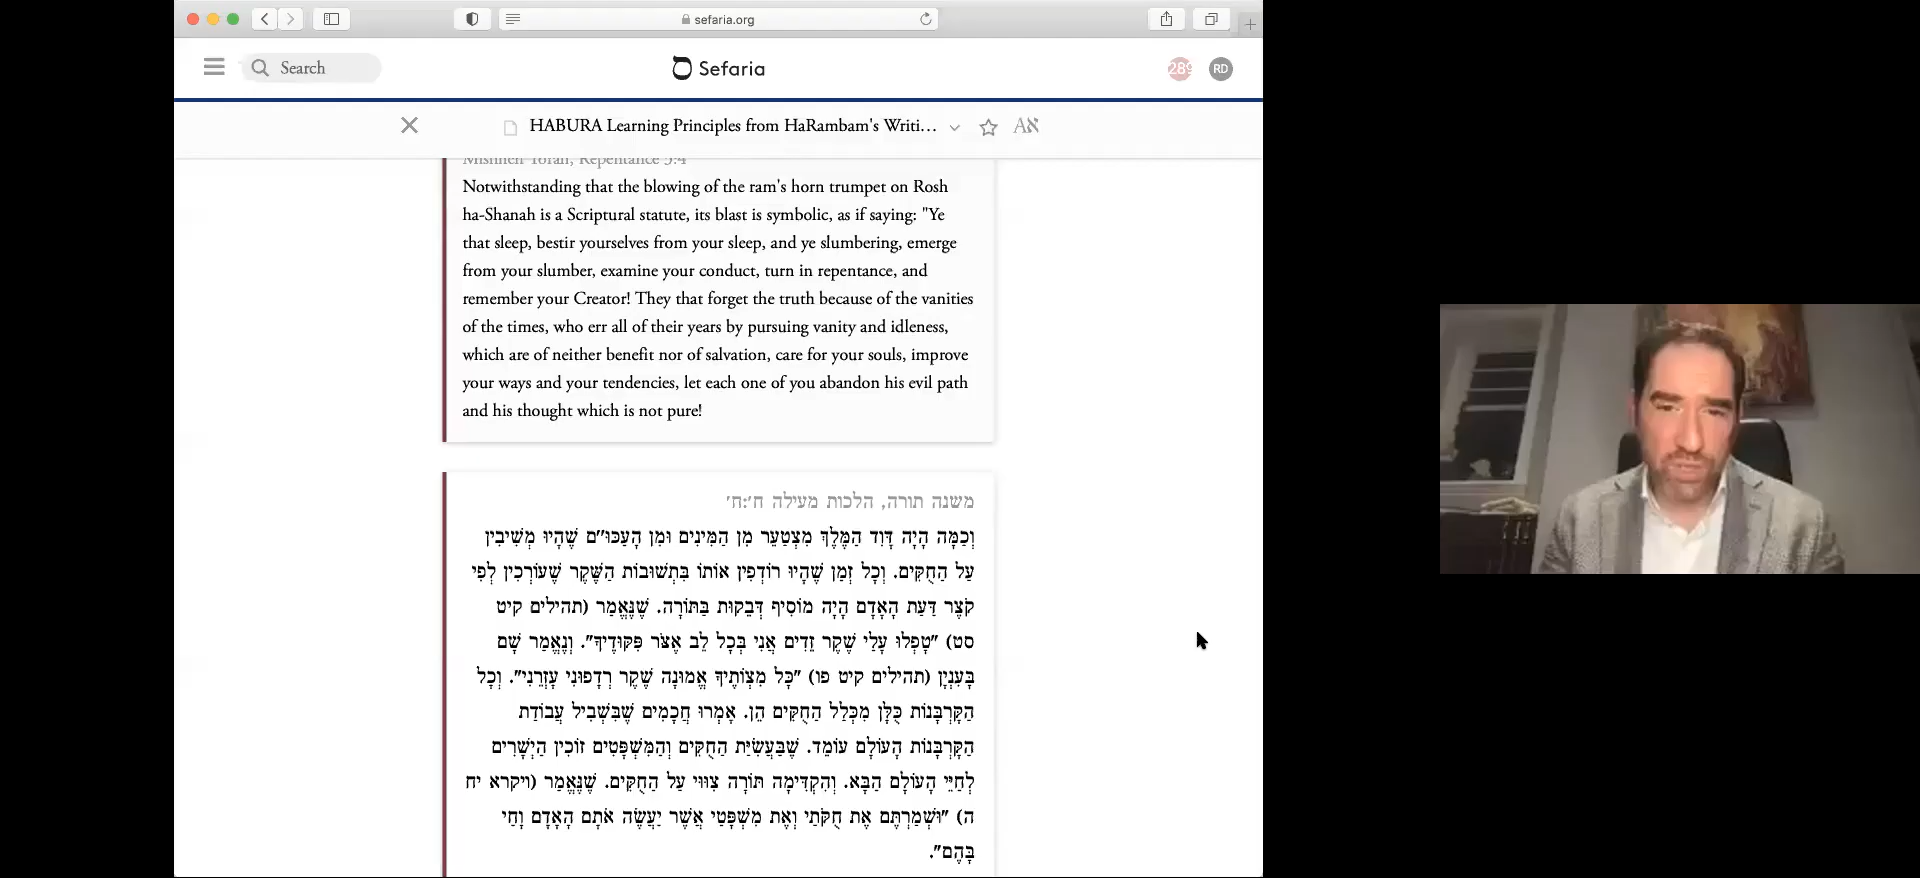 sefaria.org
Search
Sefaria
289
RD
HABURA Learning Principles from HaRambam's Writi…
Aא
Mishneh Torah, Repentance 3:4
Notwithstanding that the blowing of the ram's horn trumpet on Rosh
ha-Shanah is a Scriptural statute, its blast is symbolic, as if saying: "Ye
that sleep, bestir yourselves from your sleep, and ye slumbering, emerge
from your slumber, examine your conduct, turn in repentance, and
remember your Creator! They that forget the truth because of the vanities
of the times, who err all of their years by pursuing vanity and idleness,
which are of neither benefit nor of salvation, care for your souls, improve
your ways and your tendencies, let each one of you abandon his evil path
and his thought which is not pure!
משנה תורה, הלכות מעילה ח׳:ח׳
וְכַמָּה הָיָה דָּוִד הַמֶּלֶךְ מִצְטַעֵר מִן הַמִּינִים וּמִן הָעַכּוּ״ם שֶׁהָיוּ מְשִׁיבִין
עַל הַחֻקִּים. וְכָל זְמַן שֶׁהָיוּ רוֹדְפִין אוֹתוֹ בִּתְשׁוּבוֹת הַשֶּׁקֶר שֶׁעוֹרְכִין לְפִי
קֹצֶר דַּעַת הָאָדָם הָיָה מוֹסִיף דְּבֵקוּת בַּתּוֹרָה. שֶׁנֶּאֱמַר (תהילים קיט
סט) "טָפְלוּ עָלַי שֶׁקֶר זֵדִים אֲנִי בְּכָל לֵב אֶצֹּר פִּקּוּדֶיךָ". וְנֶאֱמַר שָׁם
בָּעִנְיָן (תהילים קיט פו) "כָּל מִצְוֹתֶיךָ אֱמוּנָה שֶׁקֶר רְדָפוּנִי עָזְרֵנִי". וְכָל
הַקָּרְבָּנוֹת כֻּלָּן מִכְּלַל הַחֻקִּים הֵן. אָמְרוּ חֲכָמִים שֶׁבִּשְׁבִיל עֲבוֹדַת
הַקָּרְבָּנוֹת הָעוֹלָם עוֹמֵד. שֶׁבַּעֲשִׂיַּת הַחֻקִּים וְהַמִּשְׁפָּטִים זוֹכִין הַיְשָׁרִים
לְחַיֵּי הָעוֹלָם הַבָּא. וְהִקְדִּימָה תּוֹרָה צִוּוּי עַל הַחֻקִּים. שֶׁנֶּאֱמַר (ויקרא יח
ה) "וּשְׁמַרְתֶּם אֶת חֻקֹּתַי וְאֶת מִשְׁפָּטַי אֲשֶׁר יַעֲשֶׂה אֹתָם הָאָדָם וָחַי
בָּהֶם".